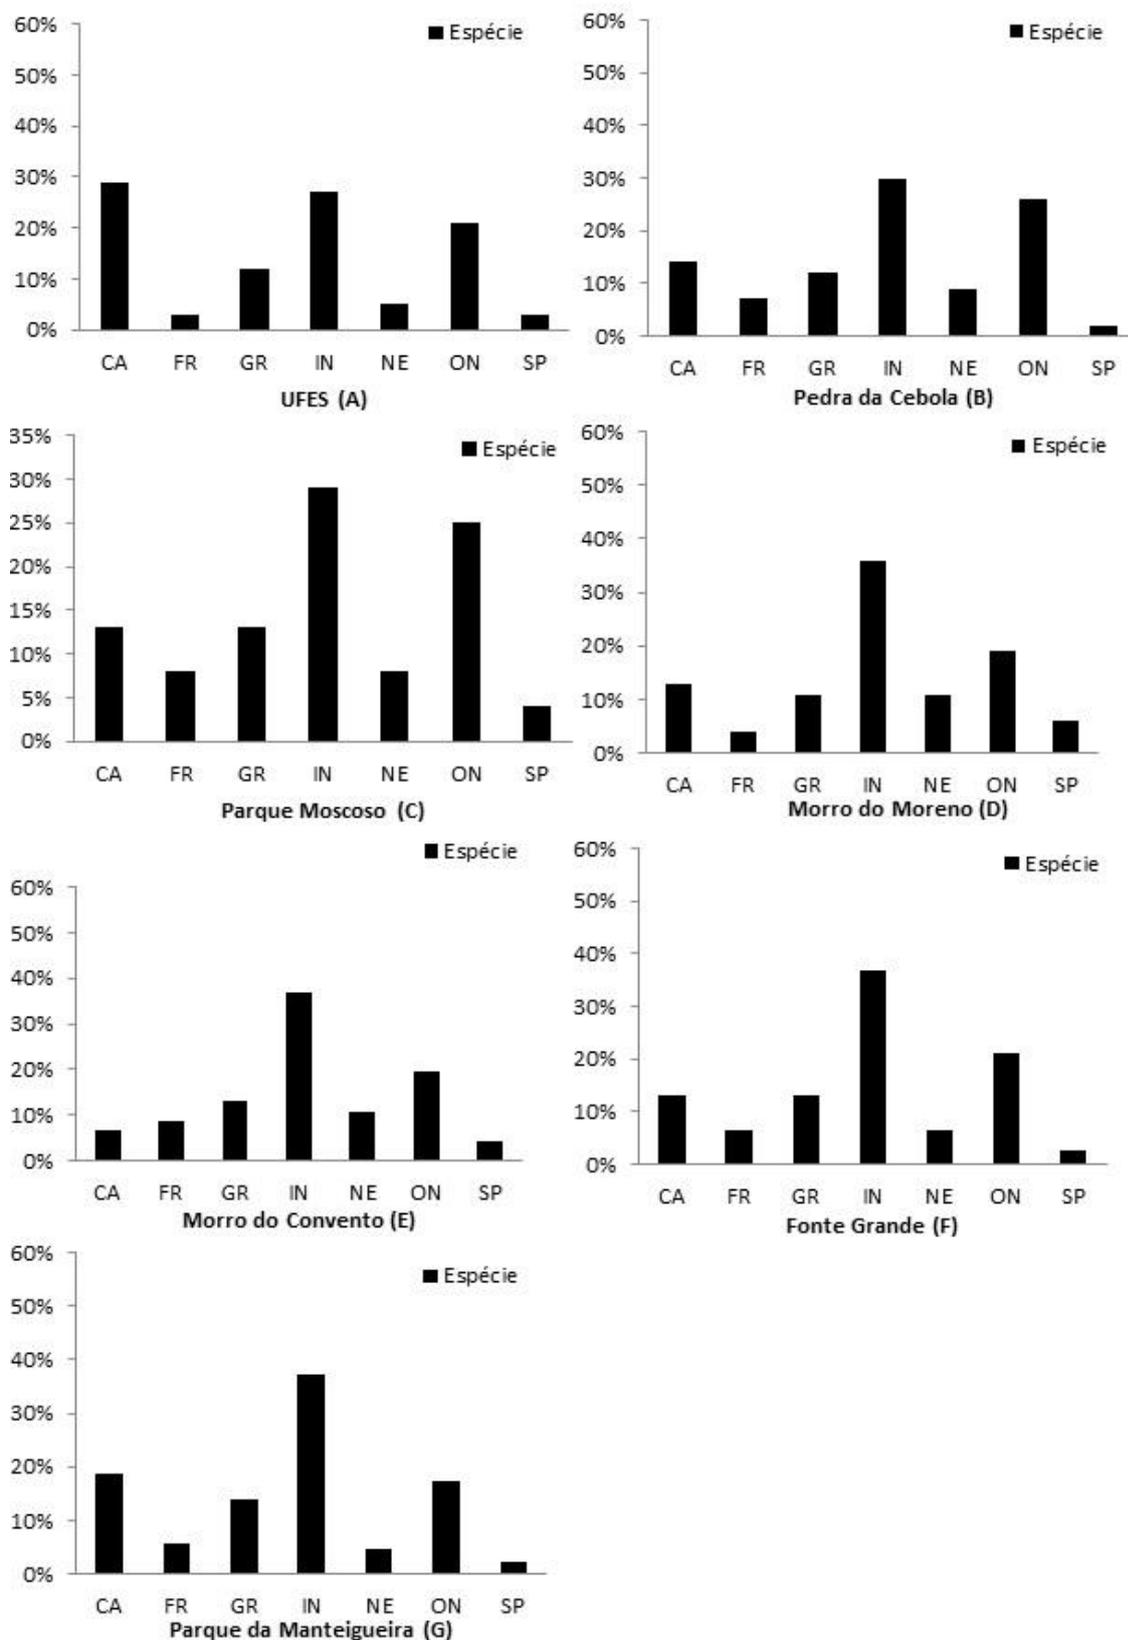 60%
50%
40%
30%
20%
10%
0%
■ Espécie
CA FR GR IN NE ON SP
UFES (A)
60%
50%
40%
30%
20%
10%
0%
■ Espécie
CA FR GR IN NE ON SP
Pedra da Cebola (B)
35%
30%
25%
20%
15%
10%
5%
0%
■ Espécie
CA FR GR IN NE ON SP
Parque Moscoso (C)
60%
50%
40%
30%
20%
10%
0%
■ Espécie
CA FR GR IN NE ON SP
Morro do Moreno (D)
■ Espécie
60%
50%
40%
30%
20%
10%
0%
CA FR GR IN NE ON SP
Morro do Convento (E)
60%
50%
40%
30%
20%
10%
0%
■ Espécie
CA FR GR IN NE ON SP
Fonte Grande (F)
60%
50%
40%
30%
20%
10%
0%
■ Espécie
CA FR GR IN NE ON SP
Parque da Manteigueira (G)